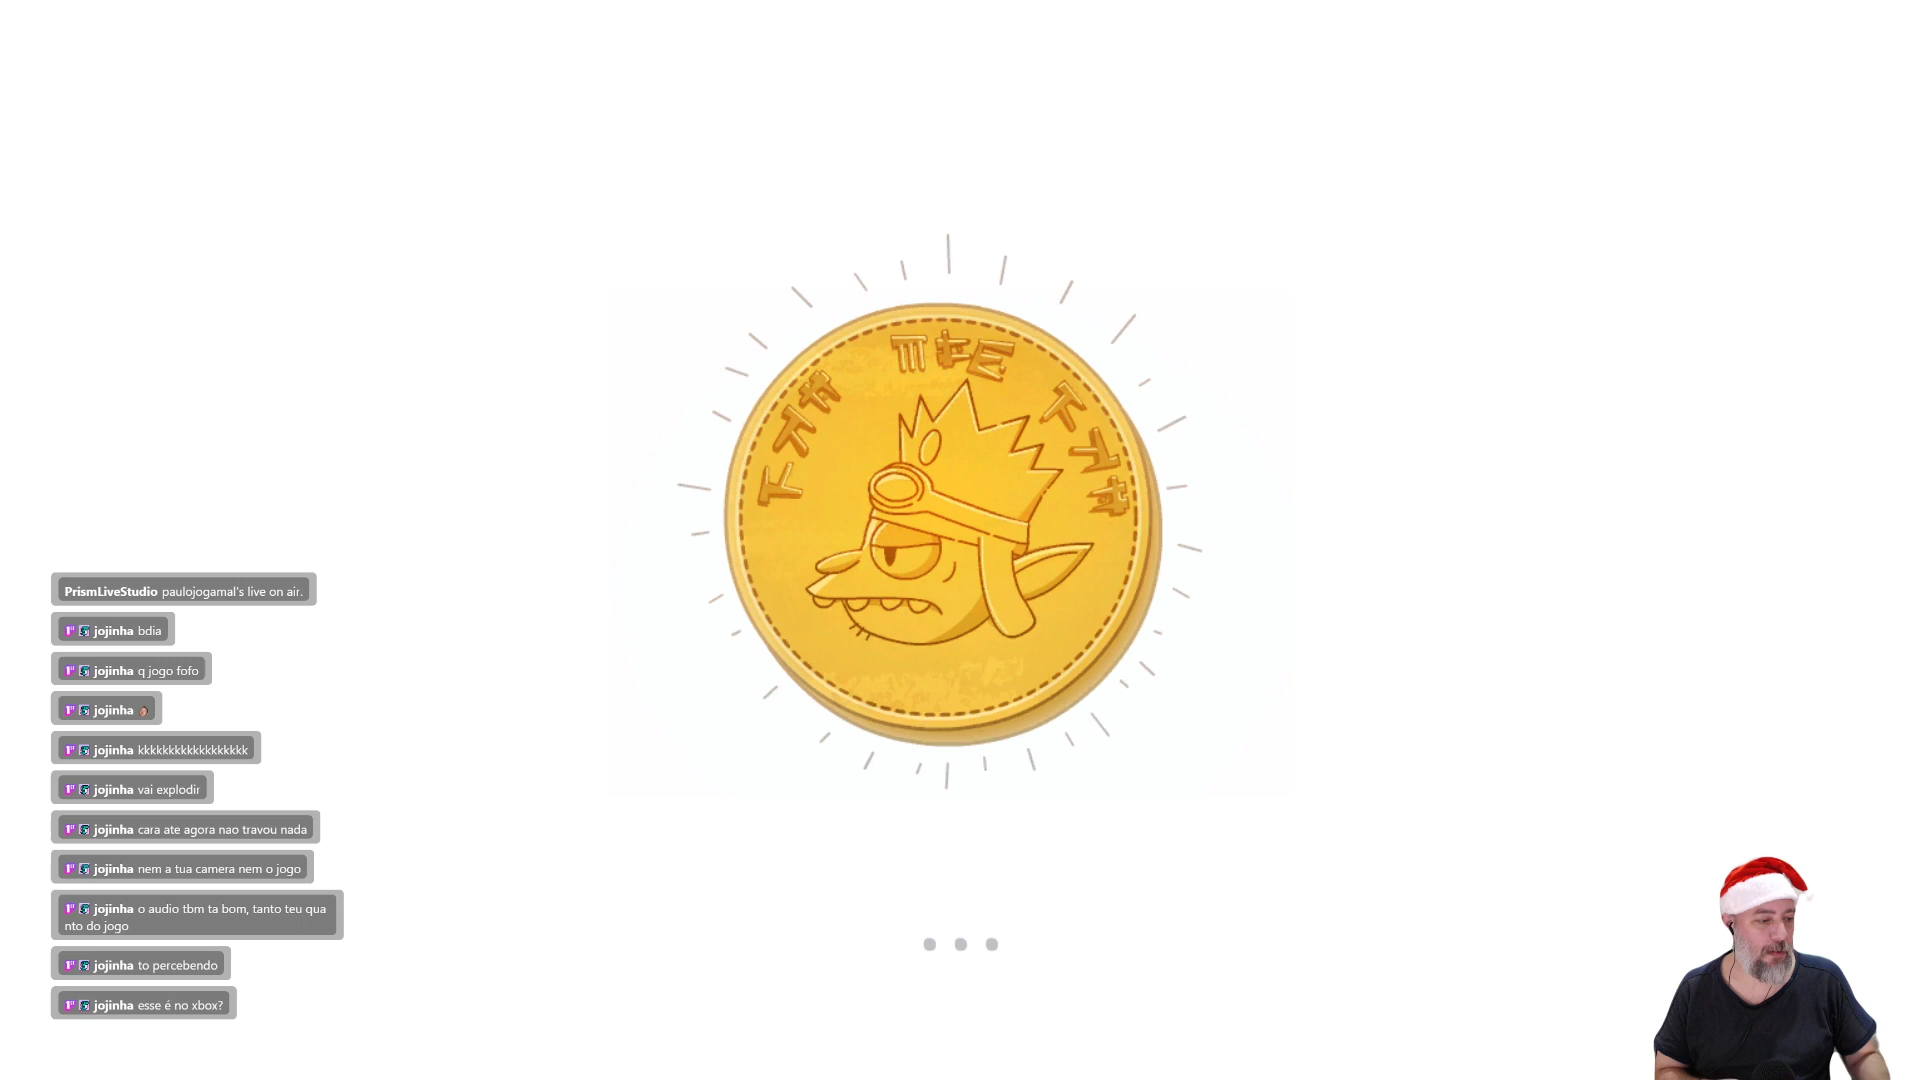 PrismLiveStudio paulojogamal's live on air.
jojinha bdia
jojinha q jogo fofo
jojinha
jojinha kkkkkkkkkkkkkkkkkk
jojinha vai explodir
jojinha cara ate agora nao travou nada
jojinha nem a tua camera nem o jogo
jojinha o audio tbm ta bom, tanto teu qua
nto do jogo
jojinha to percebendo
jojinha esse é no xbox?